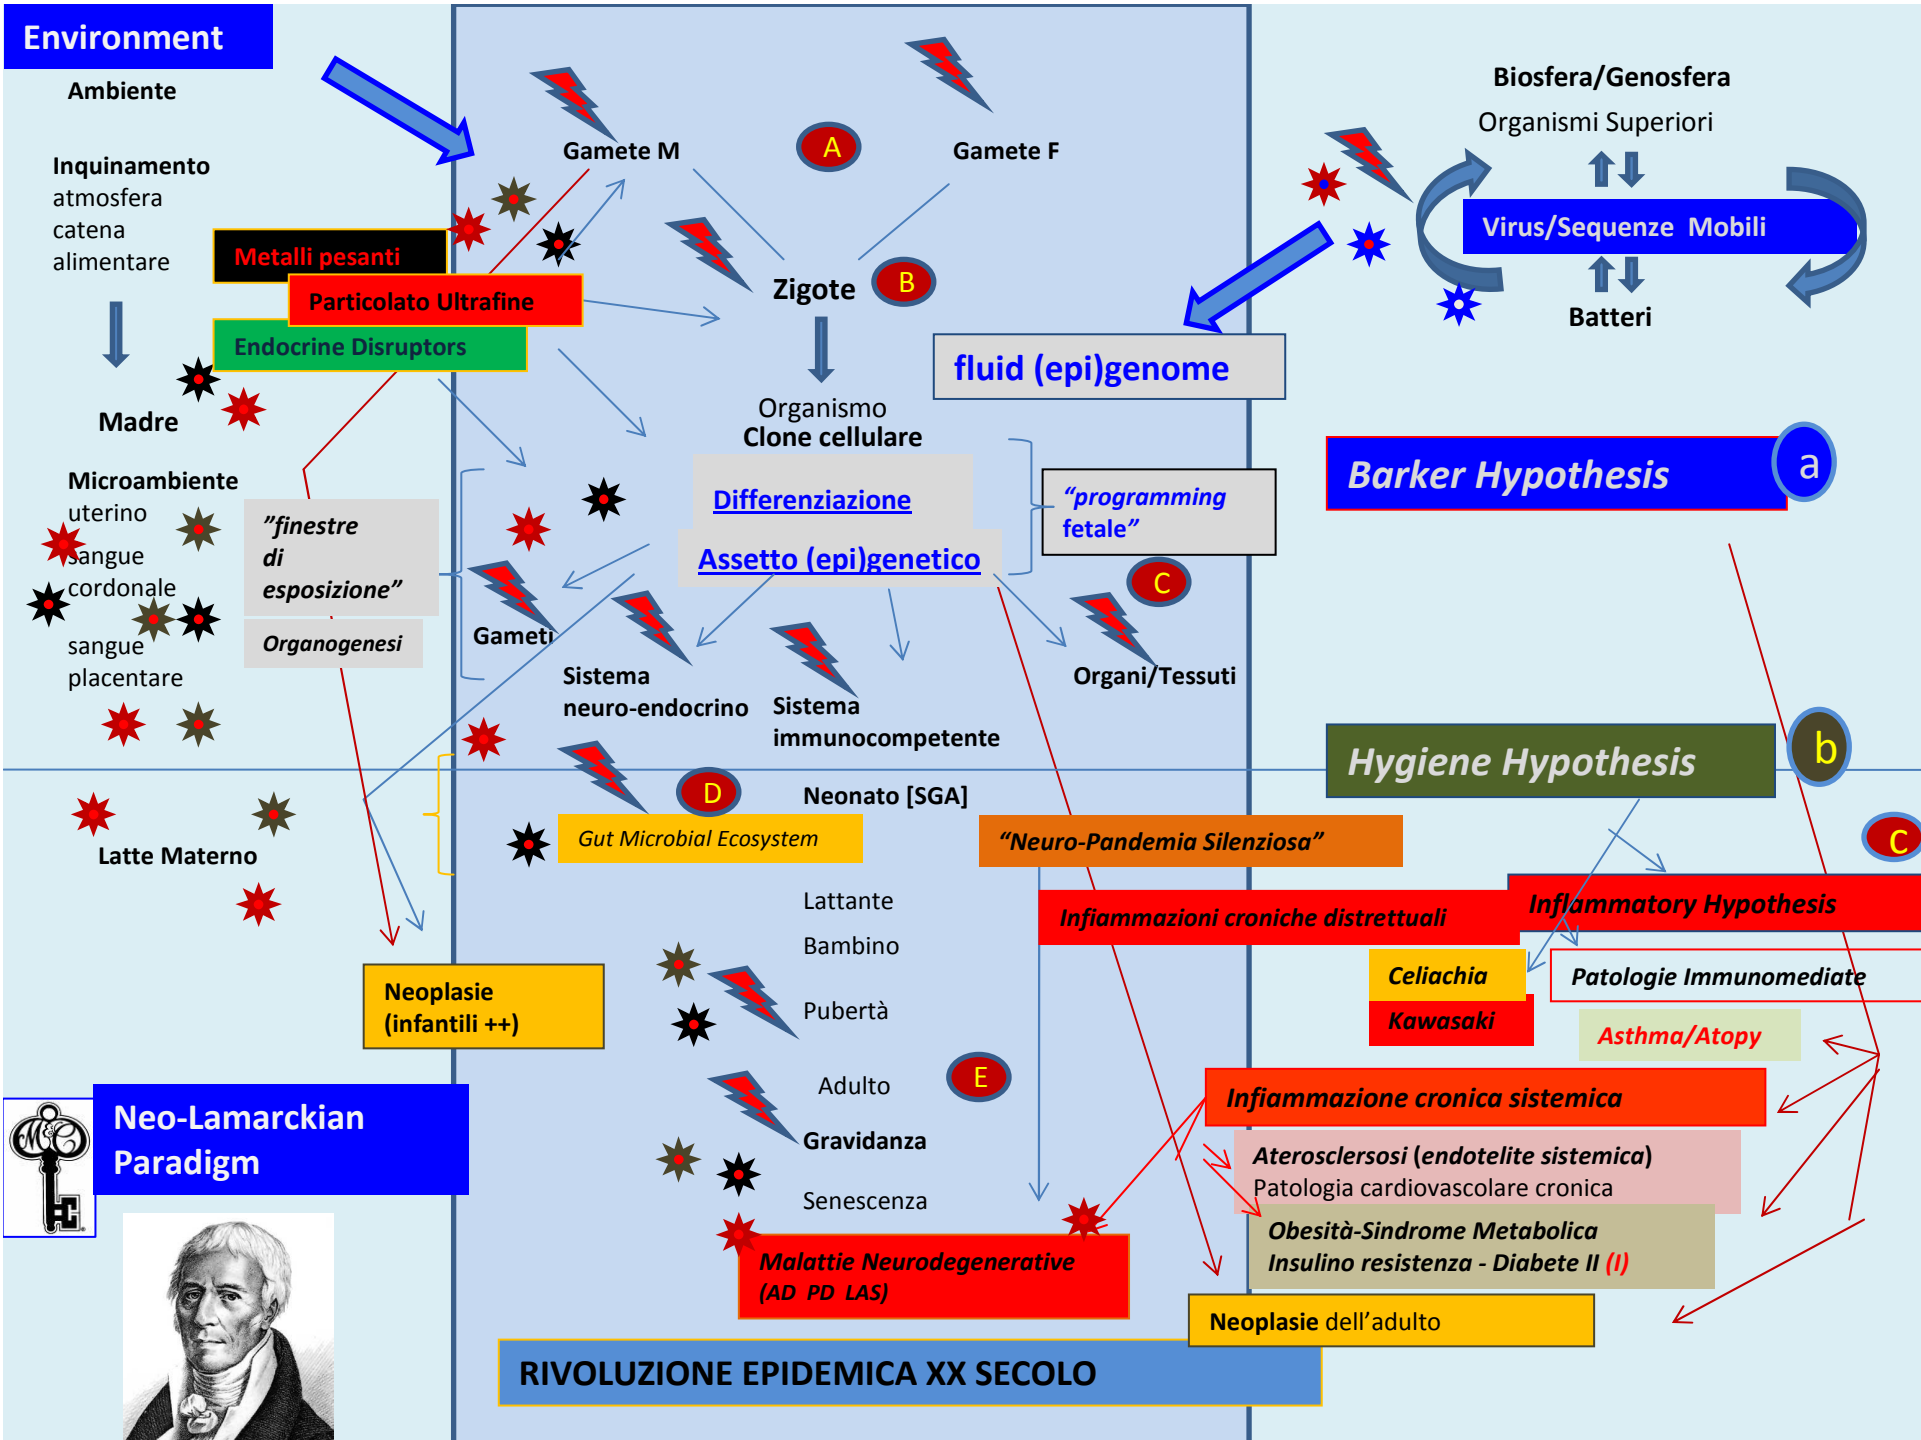 Environment
Ambiente
Inquinamento
atmosfera
catena
alimentare
Metalli pesanti
Particolato Ultrafine
Endocrine Disruptors
Madre
Microambiente
uterino
sangue
cordonale
sangue
placentare
”finestre
di
esposizione”
Organogenesi
Latte Materno
Neoplasie
(infantili ++)
Neo-Lamarckian
Paradigm
Gamete M
A
Gamete F
Zigote
B
fluid (epi)genome
Organismo
Clone cellulare
Differenziazione
Assetto (epi)genetico
“programming
fetale”
C
Gameti
Sistema
neuro-endocrino
Sistema
immunocompetente
Organi/Tessuti
D
Neonato [SGA]
Gut Microbial Ecosystem
“Neuro-Pandemia Silenziosa”
Lattante
Bambino
Pubertà
Adulto
E
Gravidanza
Senescenza
Malattie Neurodegenerative
(AD PD LAS)
RIVOLUZIONE EPIDEMICA XX SECOLO
Biosfera/Genosfera
Organismi Superiori
Virus/Sequenze Mobili
Batteri
Barker Hypothesis
a
Hygiene Hypothesis
b
c
Infiammazioni croniche distrettuali
Inflammatory Hypothesis
Celiachia
Patologie Immunomediate
Kawasaki
Asthma/Atopy
Infiammazione cronica sistemica
Aterosclersosi (endotelite sistemica)
Patologia cardiovascolare cronica
Obesità-Sindrome Metabolica
Insulino resistenza - Diabete II (I)
Neoplasie dell’adulto